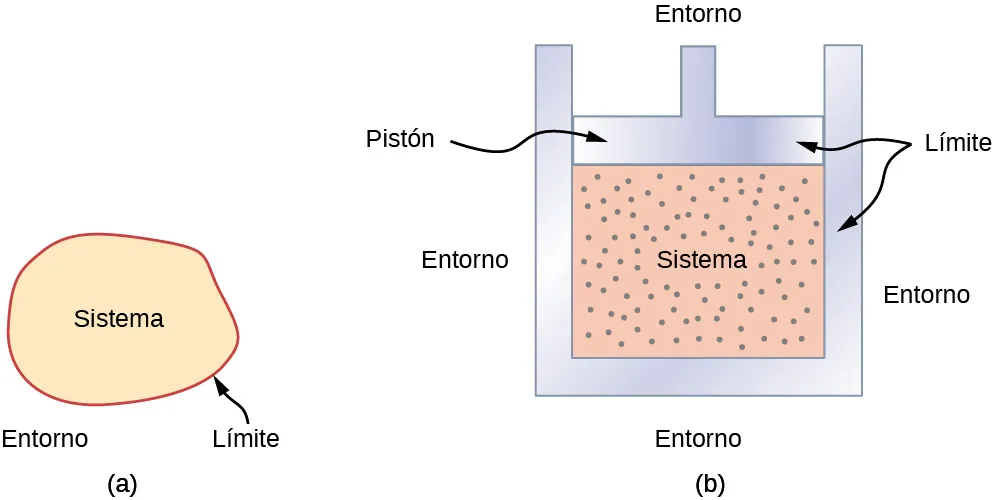 Sistema
Entorno
Límite
(a)
Entorno
Pistón
Límite
Entorno
Sistema
Entorno
Entorno
(b)